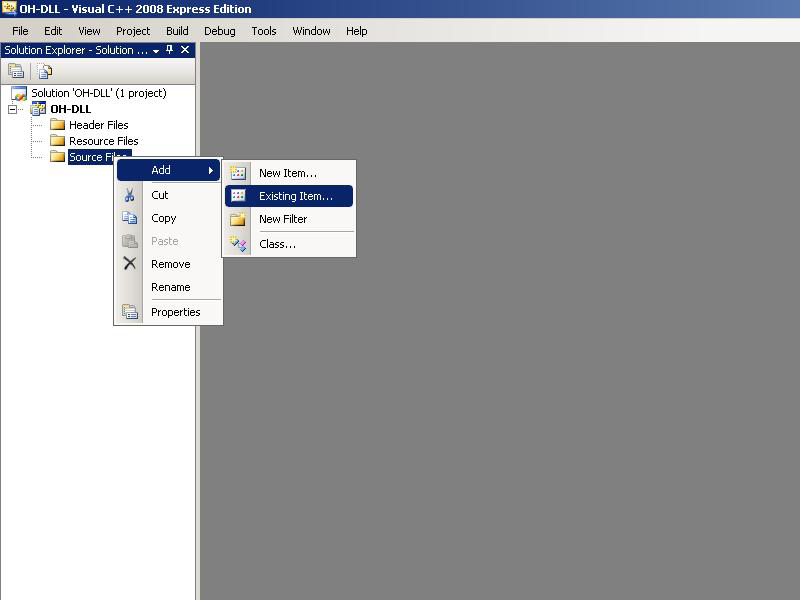 OH-DLL - Visual C++ 2008 Express Edition
File Edit View Project Build Debug Tools Window Help
Solution Explorer - Solution ...
Solution 'OH-DLL' (1 project)
OH-DLL
Header Files
Resource Files
Source Files
Add
Cut
Copy
Paste
Remove
Rename
Properties
New Item...
Existing Item...
New Filter
Class...